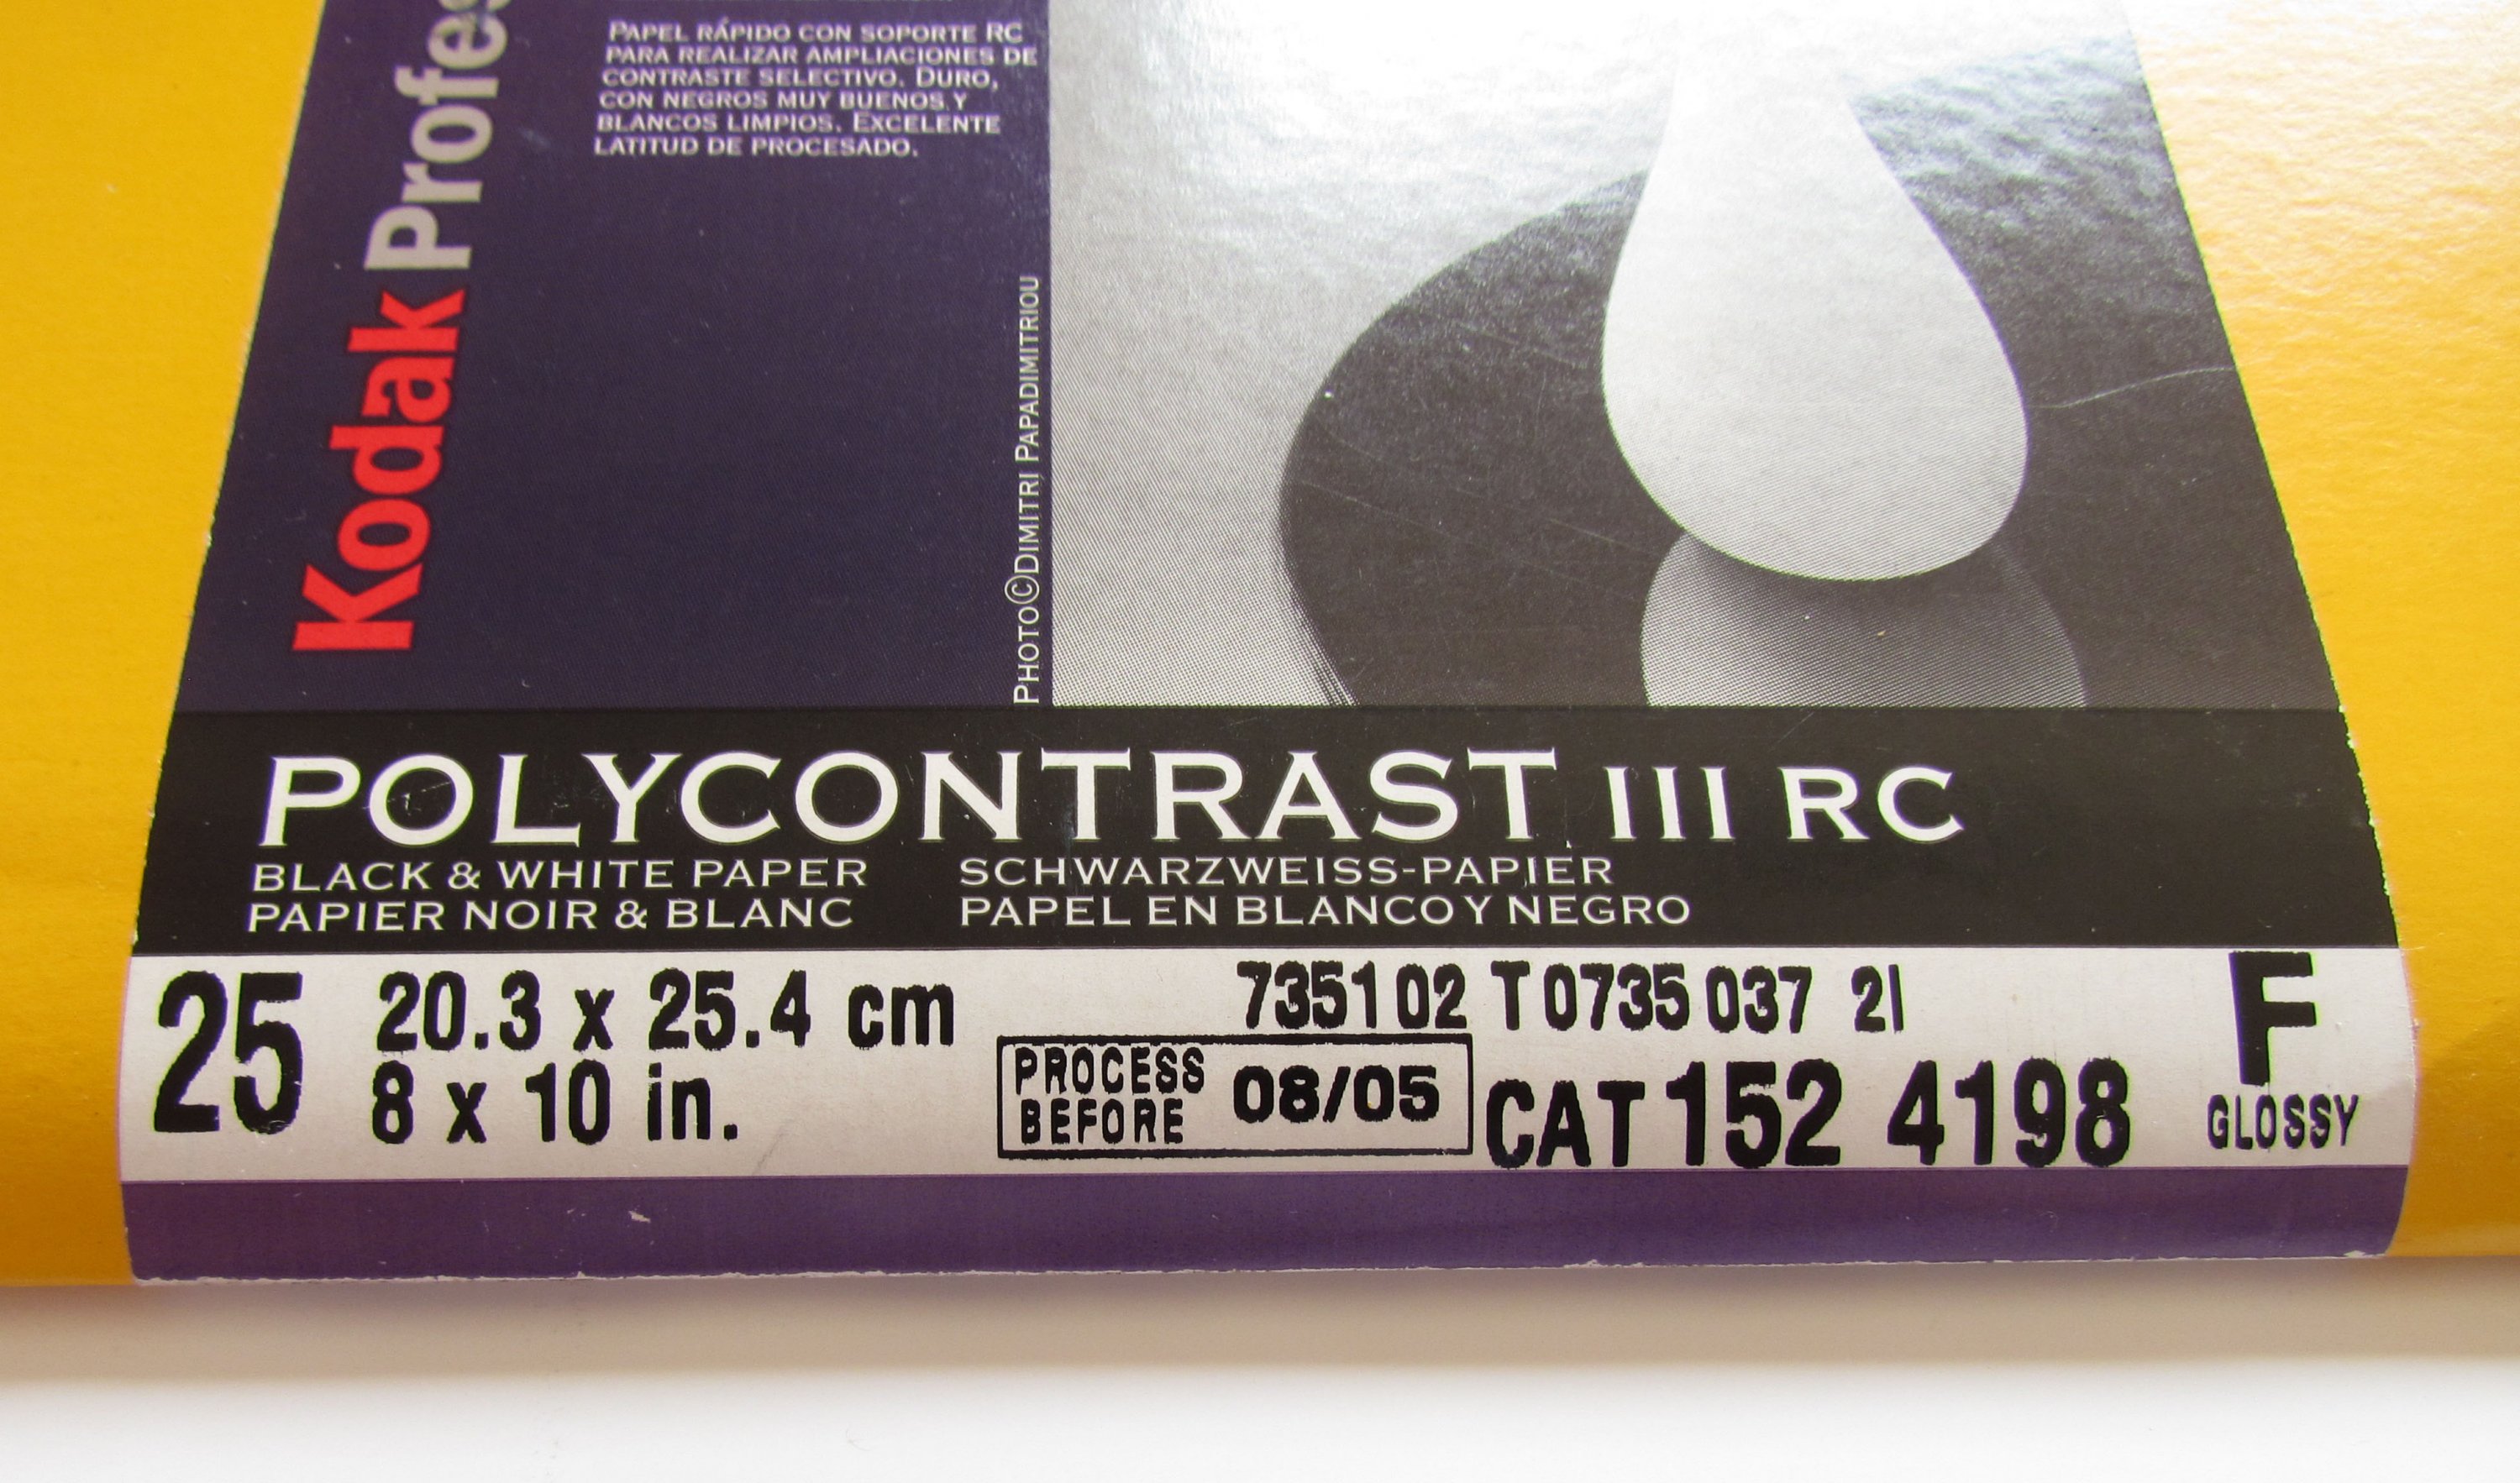 Kodak Profes
PAPEL RÁPIDO CON SOPORTE RC
PARA REALIZAR AMPLIACIONES DE
CONTRASTE SELECTIVO. DURO,
CON NEGROS MUY BUENOS Y
BLANCOS LIMPIOS. EXCELENTE
LATITUD DE PROCESADO.
PHOTO©DIMITRI PAPADIMITRIOU
POLYCONTRAST III RC
BLACK & WHITE PAPER
PAPIER NOIR & BLANC
SCHWARZWEISS-PAPIER
PAPEL EN BLANCO Y NEGRO
25
20.3 x 25.4 cm
8 x 10 in.
735102 T0735 037 21
PROCESS
BEFORE
08/05
CAT 152 4198
F
GLOSSY